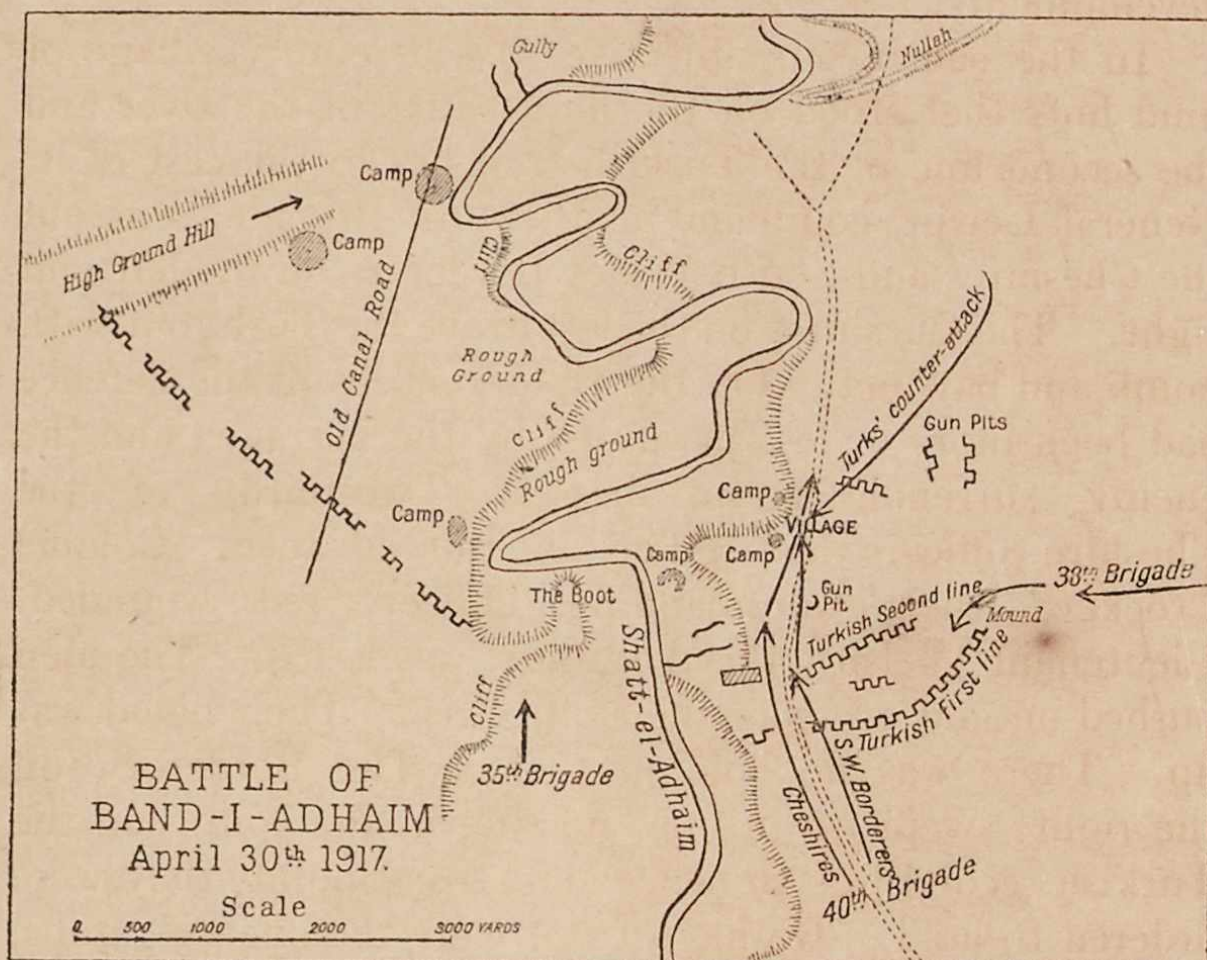 Gully
Nullah
Camp
High Ground Hill
Camp
Old Canal Road
Cliff
Cliff
Rough
Ground
Cliff
Rough ground
Turks' counter-attack
Gun Pits
Camp
Camp
VILLAGE
Camp
Camp
The Boot
Gun
Pit
Turkish Second line
38th Brigade
Mound
Turkish First line
Shatt-el-Adhaim
Cliff
35th Brigade
S.W. Borderers
Cheshires
40th Brigade
BATTLE OF
BAND-I-ADHAIM
April 30th 1917.
Scale
0 500 1000 2000 3000 YARDS